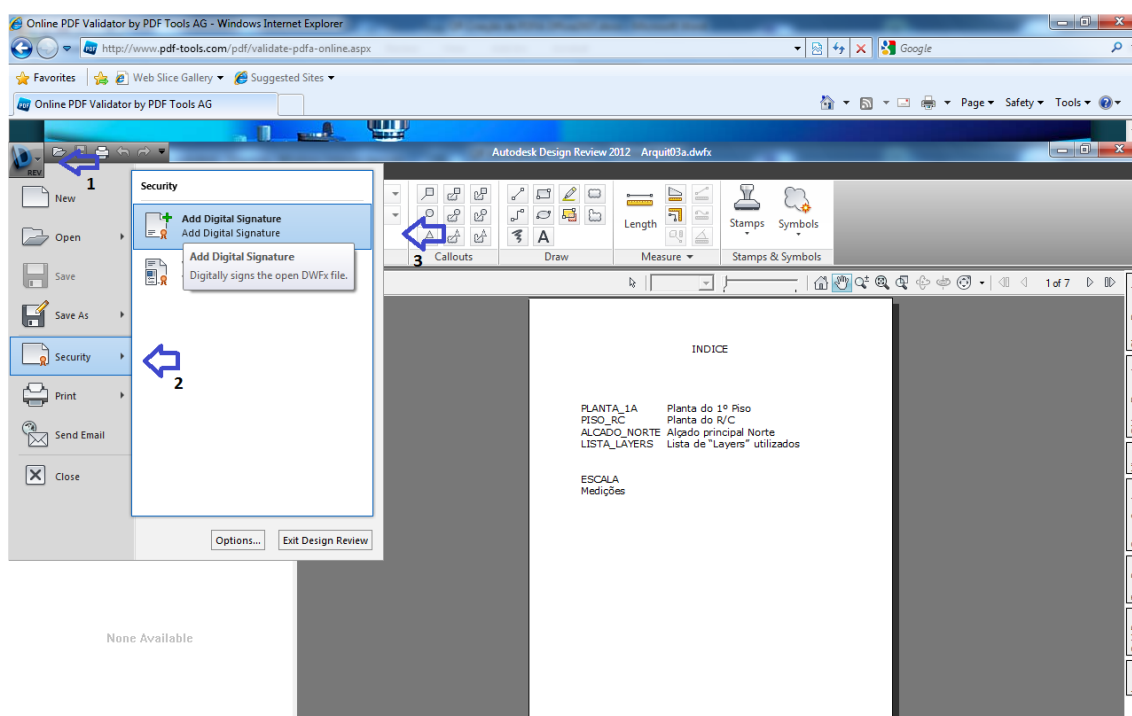 Online PDF Validator by PDF Tools AG - Windows Internet Explorer
http://www.pdf-tools.com/pdf/validate-pdfa-online.aspx
Google
Favorites Web Slice Gallery Suggested Sites
Online PDF Validator by PDF Tools AG
Page Safety Tools
Autodesk Design Review 2012 Arquit03a.dwfx
REV
1
New
Open
Save
Save As
Security
Print
Send Email
Close
Security
Add Digital Signature
Add Digital Signature
Add Digital Signature
Digitally signs the open DWFx file.
2
Options...
Exit Design Review
3
A
Length
Stamps
Symbols
Callouts
Draw
Measure
Stamps & Symbols
1 of 7
INDICE
PLANTA_1A Planta do 1º Piso
PISO_RC Planta do R/C
ALCADO_NORTE Alçado principal Norte
LISTA_LAYERS Lista de "Layers" utilizados
ESCALA
Medições
None Available